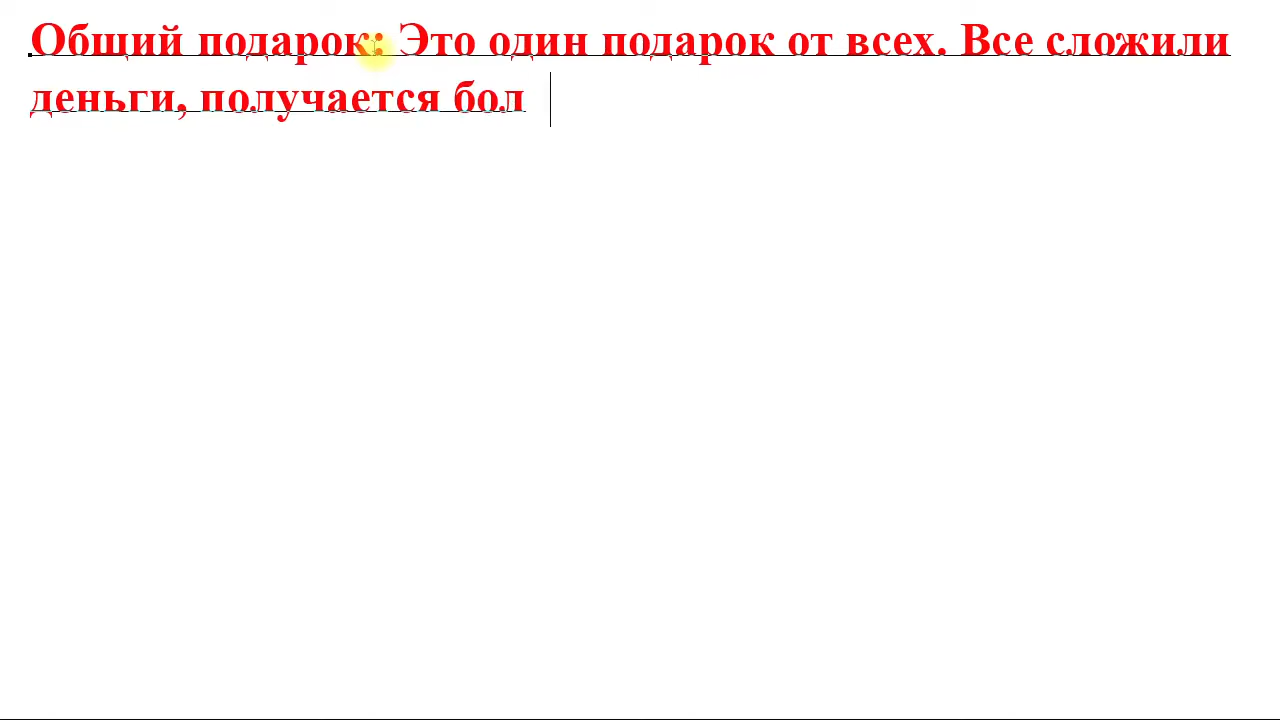 Общий подарок: Это один подарок от всех. Все сложили
деньги, получается бол